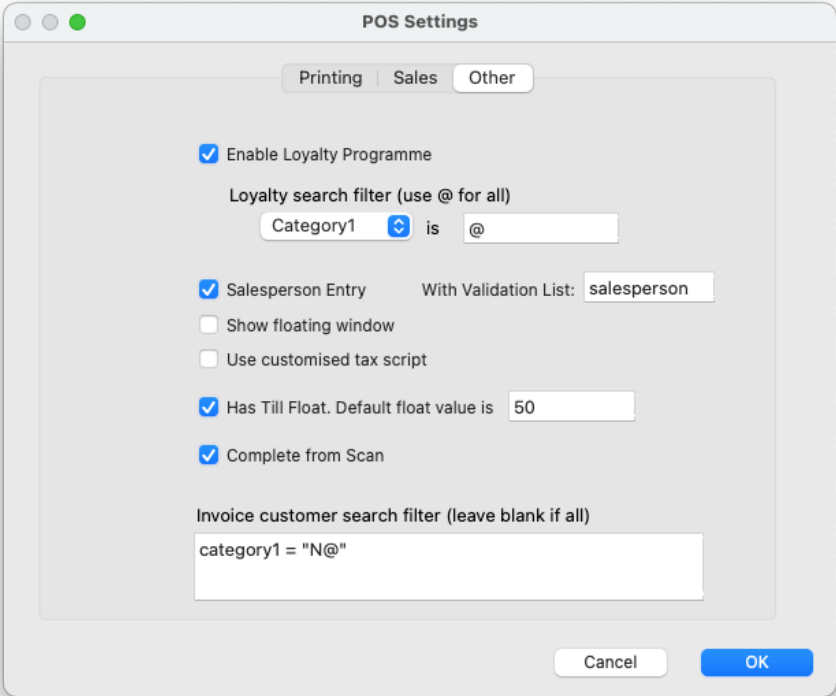 POS Settings
Printing Sales Other
Enable Loyalty Programme
Loyalty search filter (use @ for all)
Category1 is @
Salesperson Entry With Validation List: salesperson
Show floating window
Use customised tax script
Has Till Float. Default float value is 50
Complete from Scan
Invoice customer search filter (leave blank if all)
category1 = "N@"
Cancel OK